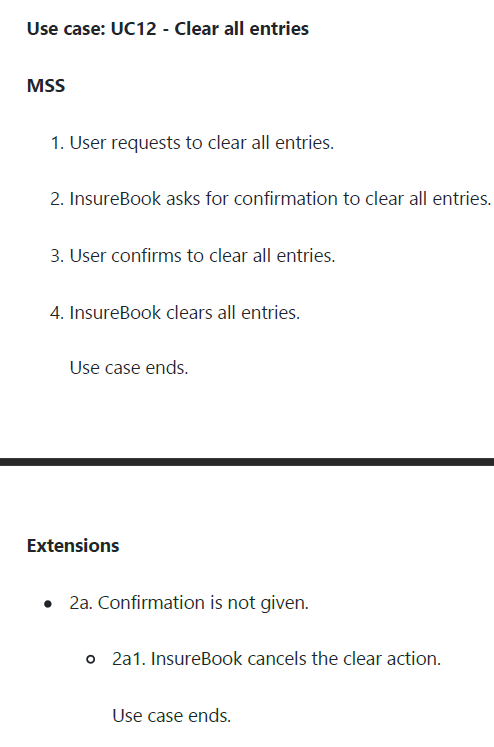 Use case: UC12 - Clear all entries
MSS
1. User requests to clear all entries.
2. InsureBook asks for confirmation to clear all entries.
3. User confirms to clear all entries.
4. InsureBook clears all entries.
Use case ends.
Extensions
• 2a. Confirmation is not given.
○ 2a1. InsureBook cancels the clear action.
Use case ends.